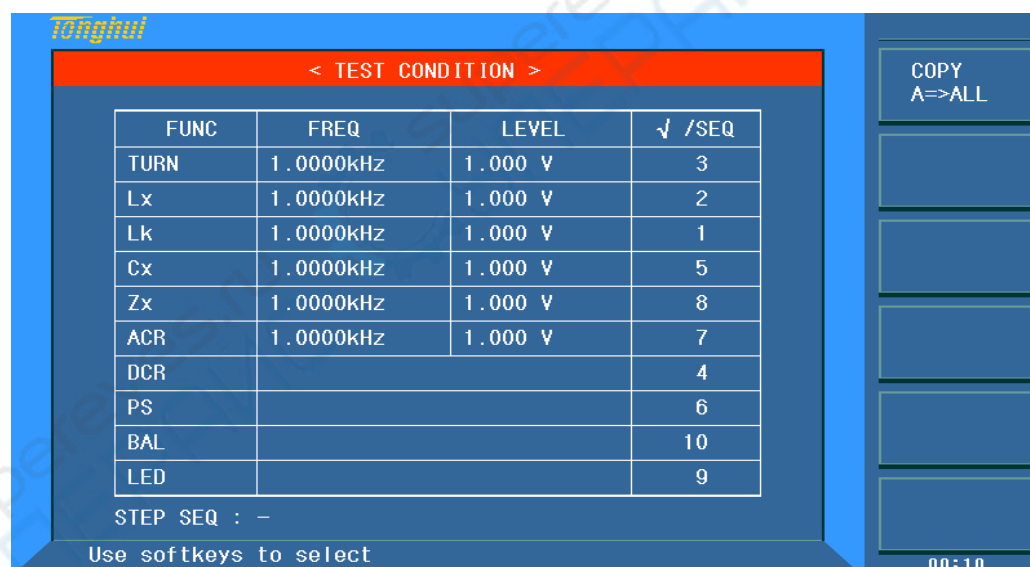 Tonghui
< TEST CONDITION >
FUNC FREQ LEVEL √ /SEQ
TURN 1.0000kHz 1.000 V 3
Lx 1.0000kHz 1.000 V 2
Lk 1.0000kHz 1.000 V 1
Cx 1.0000kHz 1.000 V 5
Zx 1.0000kHz 1.000 V 8
ACR 1.0000kHz 1.000 V 7
DCR 4
PS 6
BAL 10
LED 9
STEP SEQ : -
Use softkeys to select
COPY
A=>ALL